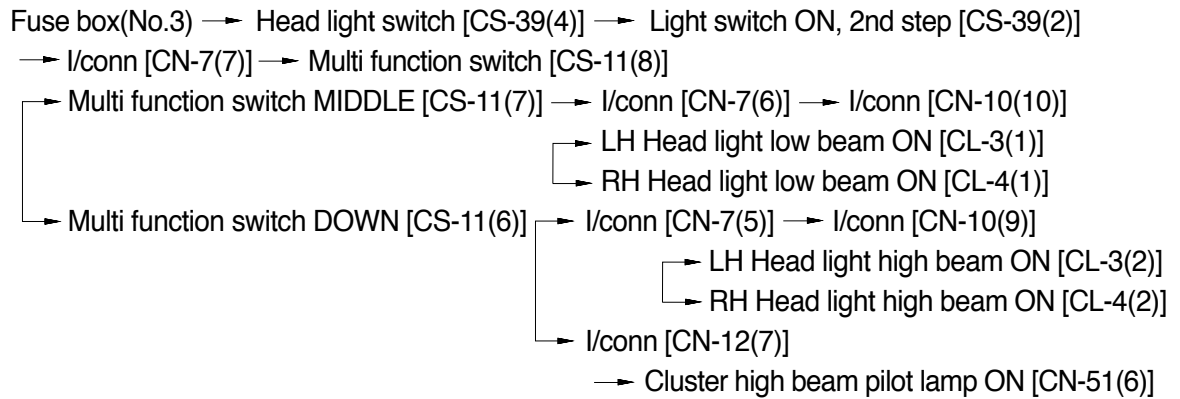 Fuse box(No.3) → Head light switch [CS-39(4)] → Light switch ON, 2nd step [CS-39(2)]
→ I/conn [CN-7(7)] → Multi function switch [CS-11(8)]
→ Multi function switch MIDDLE [CS-11(7)] → I/conn [CN-7(6)] → I/conn [CN-10(10)]
→ LH Head light low beam ON [CL-3(1)]
→ RH Head light low beam ON [CL-4(1)]
→ Multi function switch DOWN [CS-11(6)] → I/conn [CN-7(5)] → I/conn [CN-10(9)]
→ LH Head light high beam ON [CL-3(2)]
→ RH Head light high beam ON [CL-4(2)]
→ I/conn [CN-12(7)]
→ Cluster high beam pilot lamp ON [CN-51(6)]